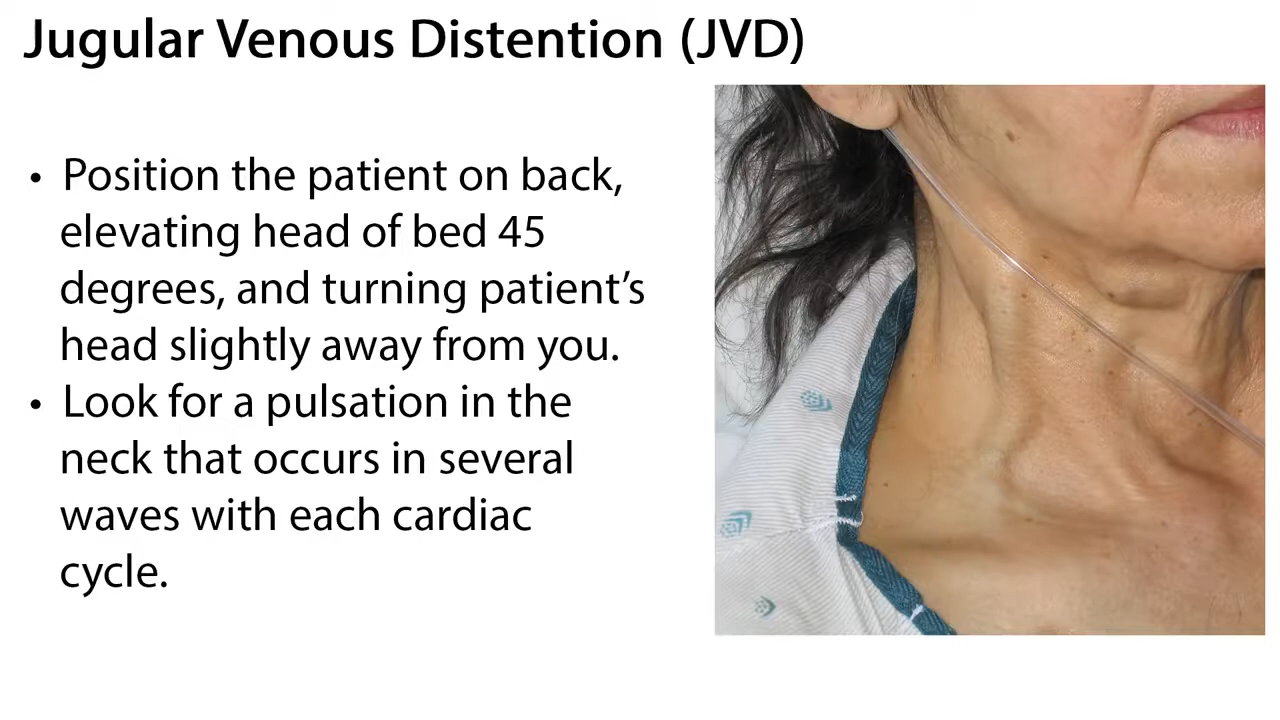 Jugular Venous Distention (JVD)
• Position the patient on back,
elevating head of bed 45
degrees, and turning patient’s
head slightly away from you.
• Look for a pulsation in the
neck that occurs in several
waves with each cardiac
cycle.